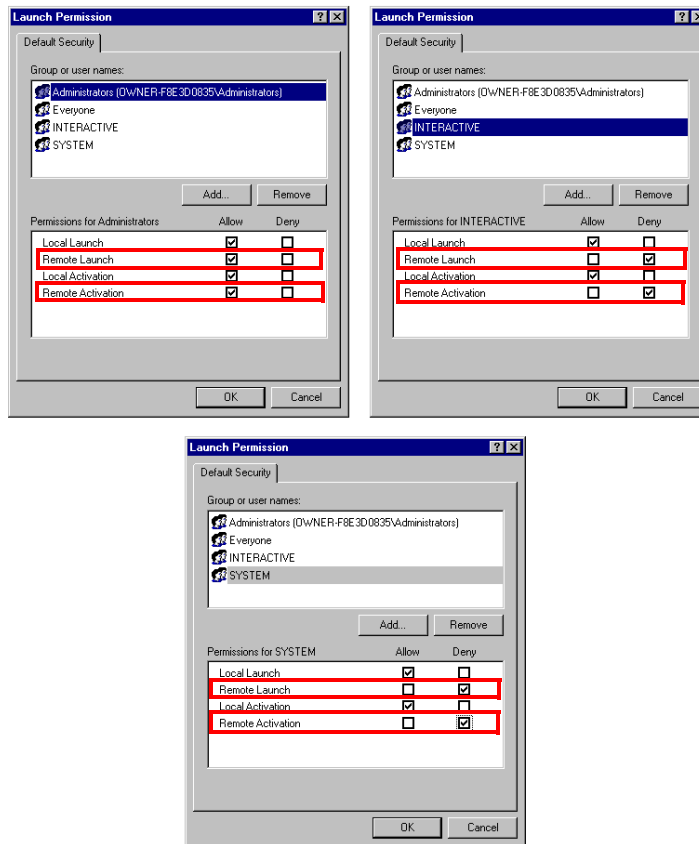 Launch Permission
Default Security
Group or user names:
Administrators (OWNER-F8E3D0835\Administrators)
Everyone
INTERACTIVE
SYSTEM
Add... Remove
Permissions for Administrators Allow Deny
Local Launch
Remote Launch
Local Activation
Remote Activation
OK Cancel
Launch Permission
Default Security
Group or user names:
Administrators (OWNER-F8E3D0835\Administrators)
Everyone
INTERACTIVE
SYSTEM
Add... Remove
Permissions for INTERACTIVE Allow Deny
Local Launch
Remote Launch
Local Activation
Remote Activation
OK Cancel
Launch Permission
Default Security
Group or user names:
Administrators (OWNER-F8E3D0835\Administrators)
Everyone
INTERACTIVE
SYSTEM
Add... Remove
Permissions for SYSTEM Allow Deny
Local Launch
Remote Launch
Local Activation
Remote Activation
OK Cancel